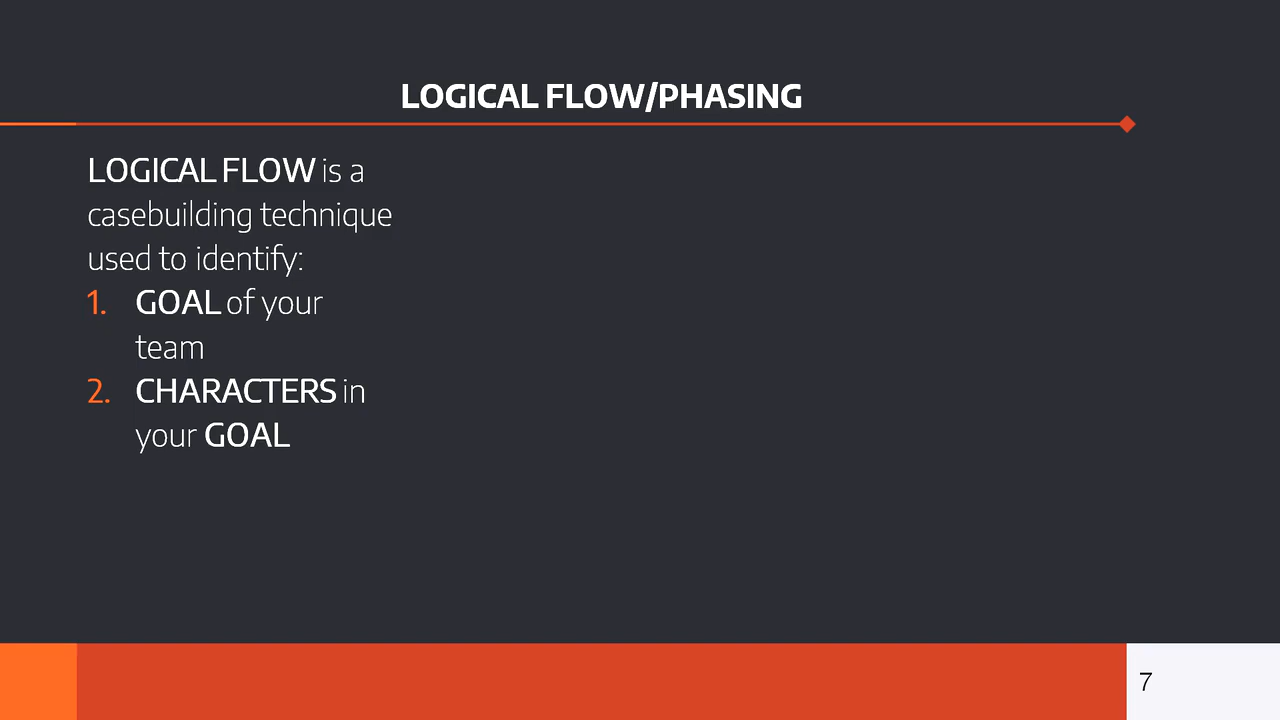 LOGICAL FLOW/PHASING
LOGICAL FLOW is a
casebuilding technique
used to identify:
1. GOAL of your
team
2. CHARACTERS in
your GOAL
7